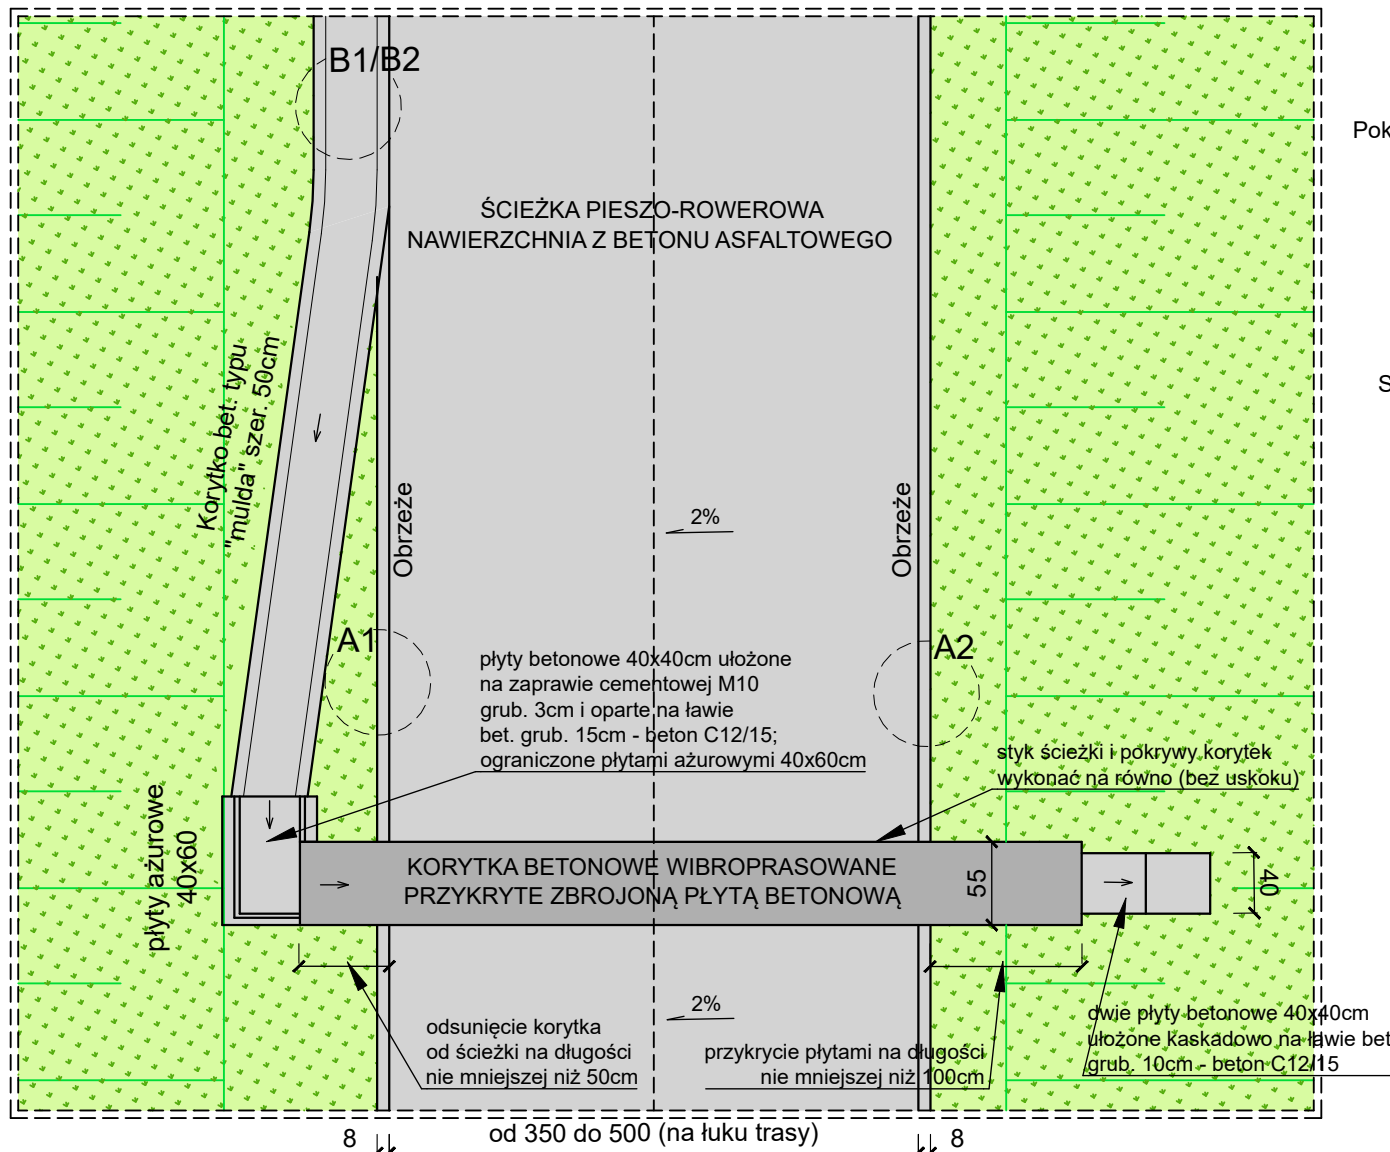 B1/B2
Pok
ŚCIEŻKA PIESZO-ROWEROWA
NAWIERZCHNIA Z BETONU ASFALTOWEGO
S
Korytko bet. typu
"mulda" szer. 50cm
Obrzeże
Obrzeże
2%
A1
A2
płyty betonowe 40x40cm ułożone
na zaprawie cementowej M10
grub. 3cm i oparte na ławie
bet. grub. 15cm - beton C12/15;
ograniczone płytami ażurowymi 40x60cm
styk ścieżki i pokrywy korytek
wykonać na równo (bez uskoku)
płyty ażurowe
40x60
KORYTKA BETONOWE WIBROPRASOWANE
PRZYKRYTE ZBROJONĄ PŁYTĄ BETONOWĄ
55
40
2%
odsunięcie korytka
od ścieżki na długości
nie mniejszej niż 50cm
przykrycie płytami na długości
nie mniejszej niż 100cm
dwie płyty betonowe 40x40cm
ułożone kaskadowo na ławie bet
grub. 10cm - beton C12/15
8
od 350 do 500 (na łuku trasy)
8